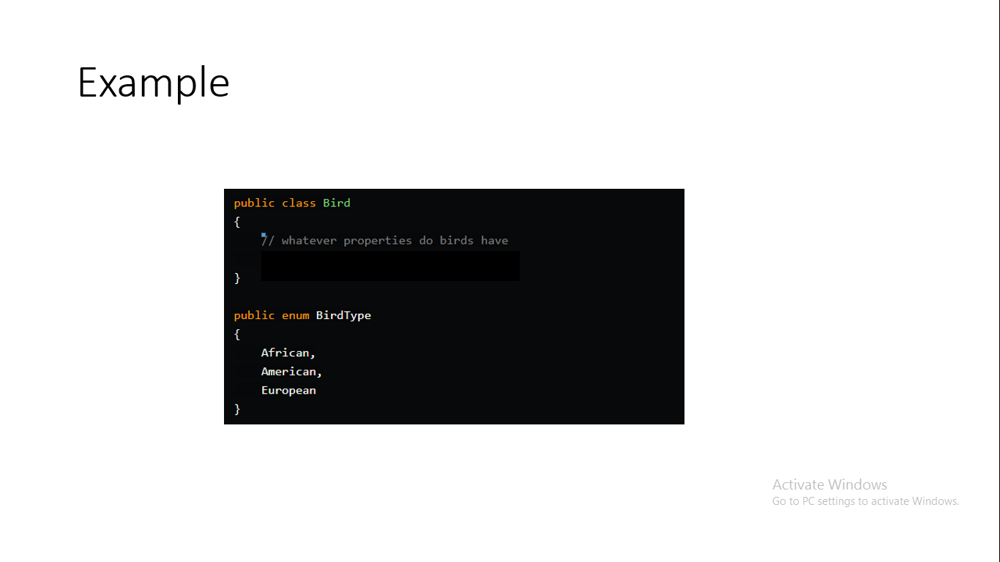 Example
public class Bird
{
// whatever properties do birds have
}
public enum BirdType
{
African,
American,
European
}
Activate Windows
Go to PC settings to activate Windows.